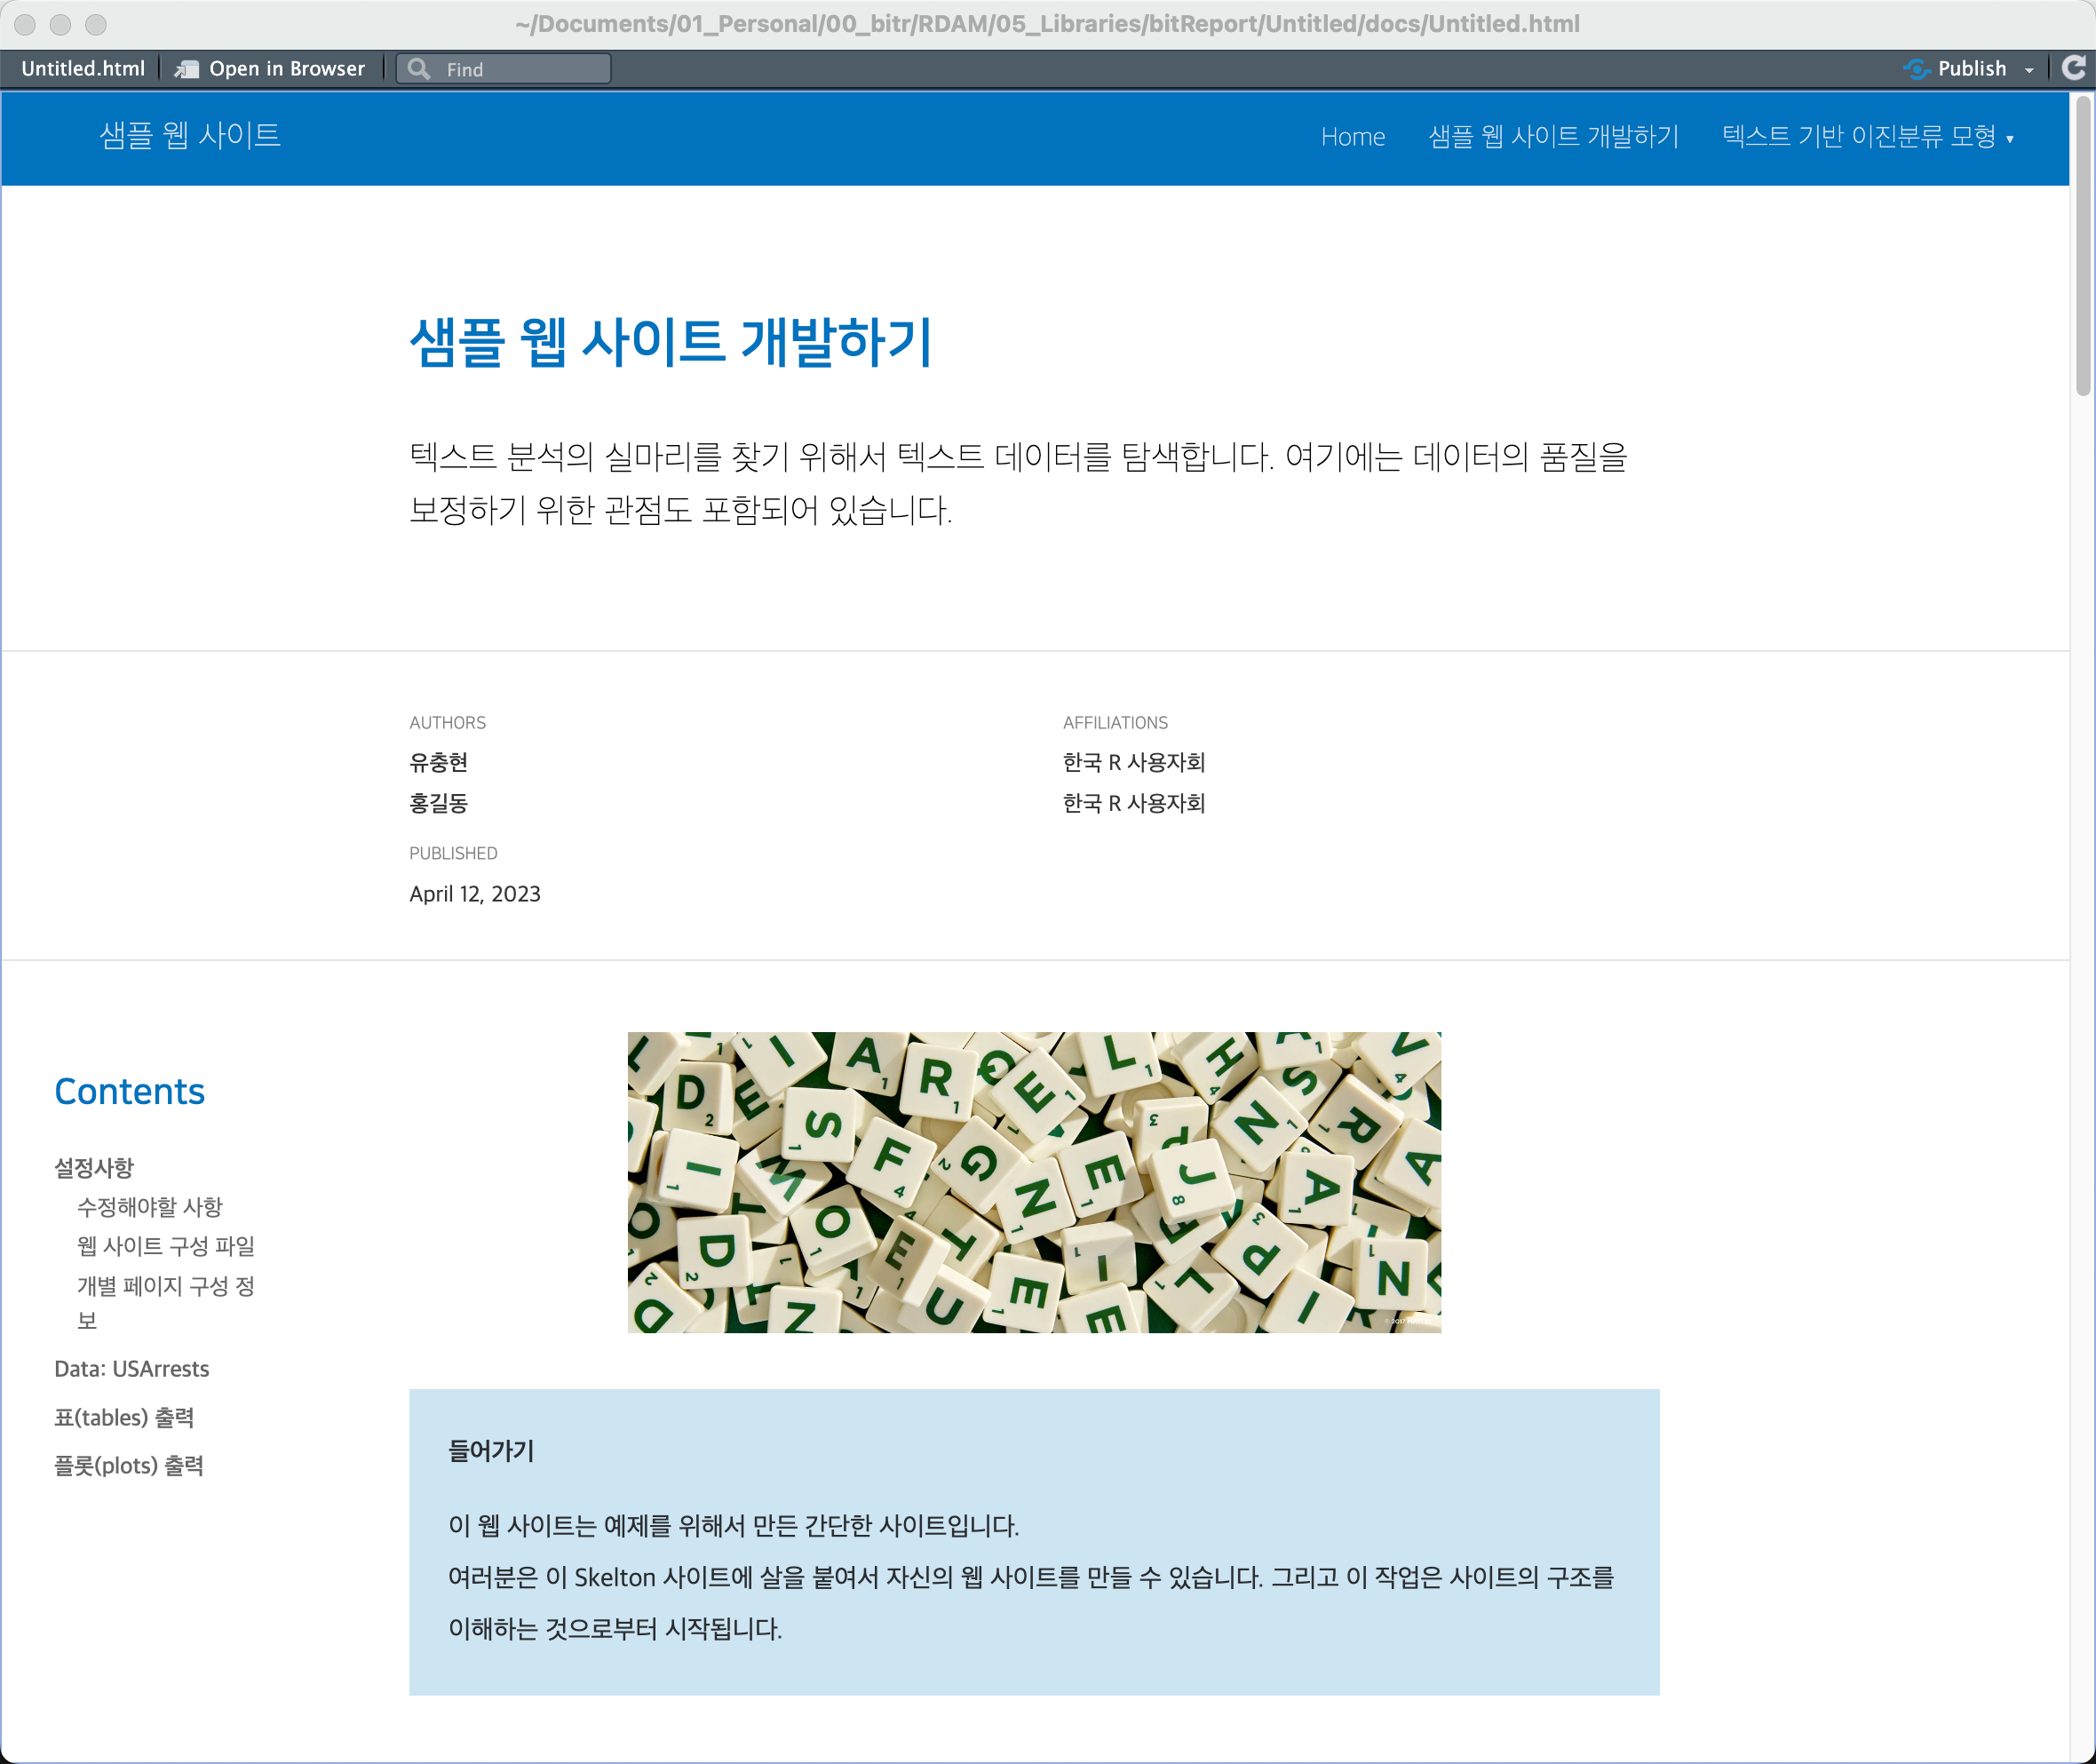 ~/Documents/01_Personal/00_bitr/RDAM/05_Libraries/bitReport/Untitled/docs/Untitled.html
Untitled.html Open in Browser Find Publish
샘플 웹 사이트 Home 샘플 웹 사이트 개발하기 텍스트 기반 이진분류 모형
샘플 웹 사이트 개발하기
텍스트 분석의 실마리를 찾기 위해서 텍스트 데이터를 탐색합니다. 여기에는 데이터의 품질을
보정하기 위한 관점도 포함되어 있습니다.
AUTHORS AFFILIATIONS
유충현 한국 R 사용자회
홍길동 한국 R 사용자회
PUBLISHED
April 12, 2023
Contents
설정사항
수정해야할 사항
웹 사이트 구성 파일
개별 페이지 구성 정
보
Data: USArrests
표(tables) 출력
플롯(plots) 출력
들어가기
이 웹 사이트는 예제를 위해서 만든 간단한 사이트입니다.
여러분은 이 Skelton 사이트에 살을 붙여서 자신의 웹 사이트를 만들 수 있습니다. 그리고 이 작업은 사이트의 구조를
이해하는 것으로부터 시작됩니다.